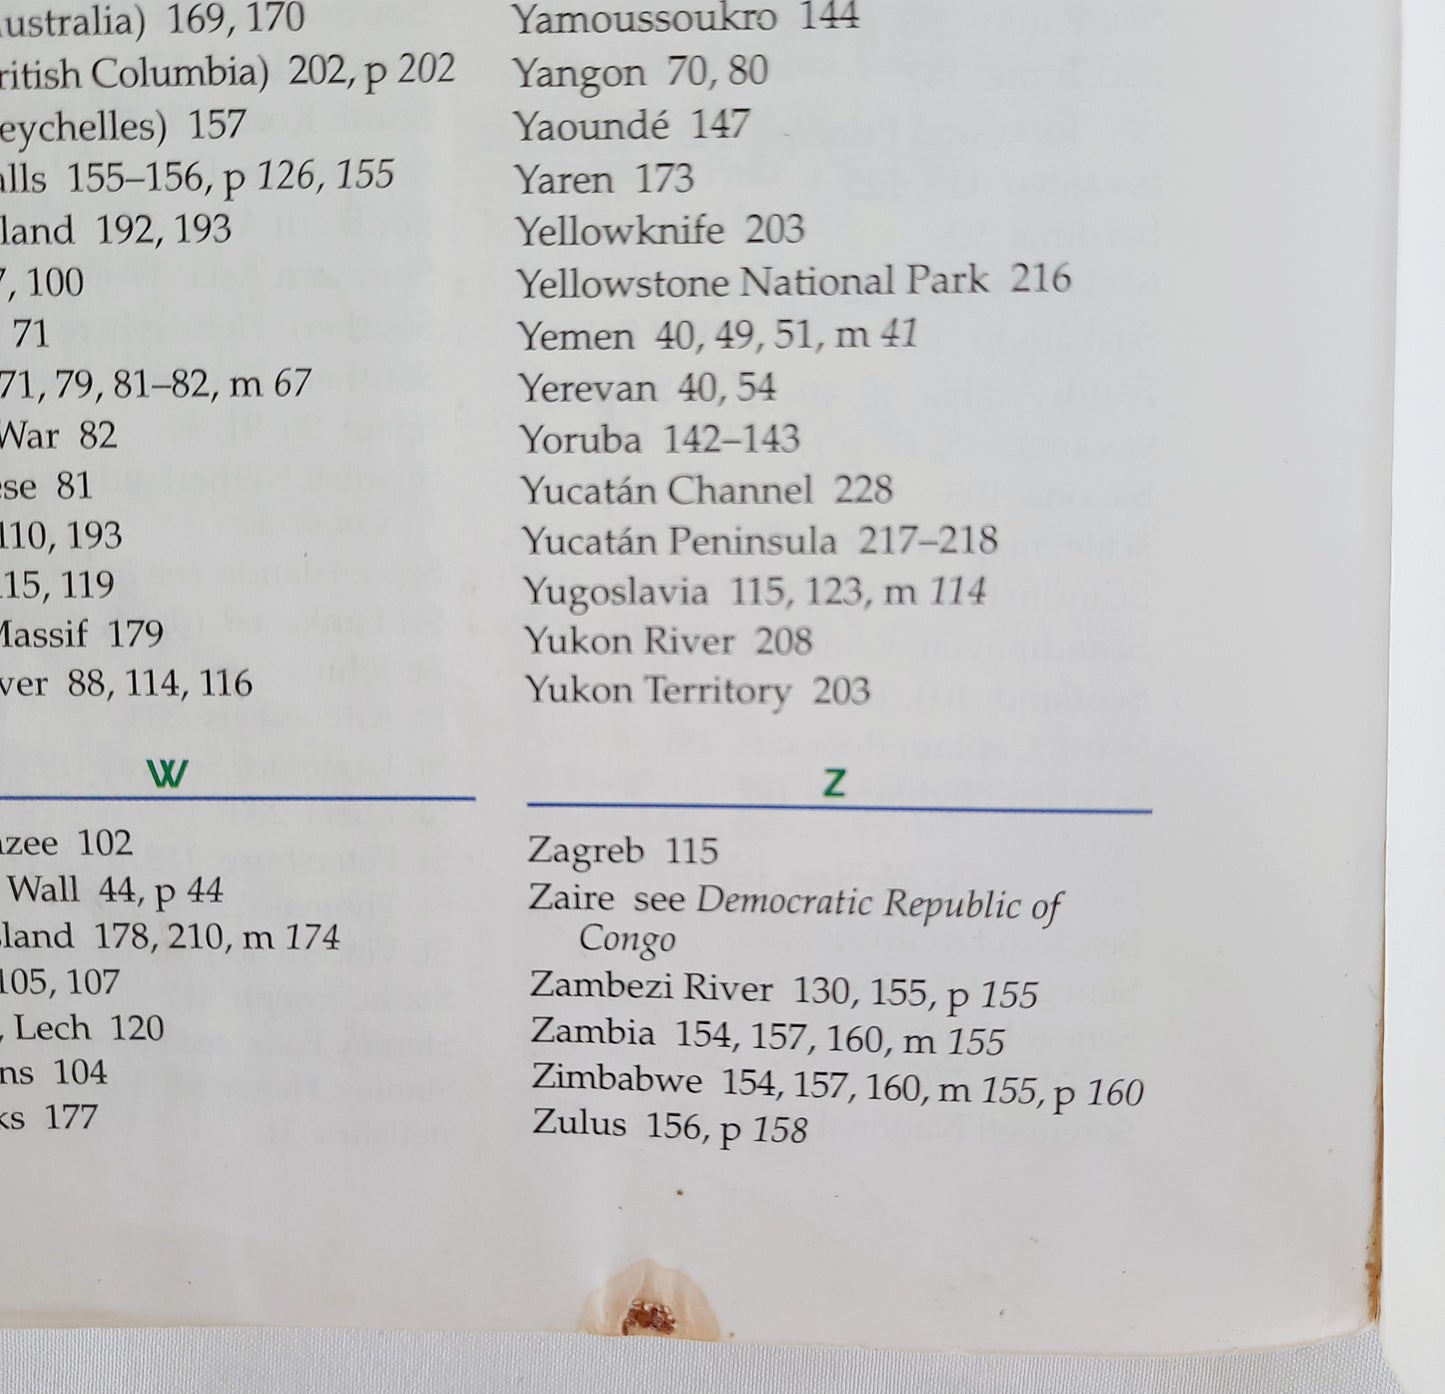 ustralia) 169, 170
ritish Columbia) 202, p 202
eychelles) 157
alls 155–156, p 126, 155
land 192, 193
7, 100
71
71, 79, 81–82, m 67
War 82
ese 81
110, 193
115, 119
Massif 179
ver 88, 114, 116
W
azee 102
Wall 44, p 44
sland 178, 210, m 174
105, 107
, Lech 120
ns 104
ks 177
Yamoussoukro 144
Yangon 70, 80
Yaoundé 147
Yaren 173
Yellowknife 203
Yellowstone National Park 216
Yemen 40, 49, 51, m 41
Yerevan 40, 54
Yoruba 142–143
Yucatán Channel 228
Yucatán Peninsula 217–218
Yugoslavia 115, 123, m 114
Yukon River 208
Yukon Territory 203
Z
Zagreb 115
Zaire see Democratic Republic of
Congo
Zambezi River 130, 155, p 155
Zambia 154, 157, 160, m 155
Zimbabwe 154, 157, 160, m 155, p 160
Zulus 156, p 158